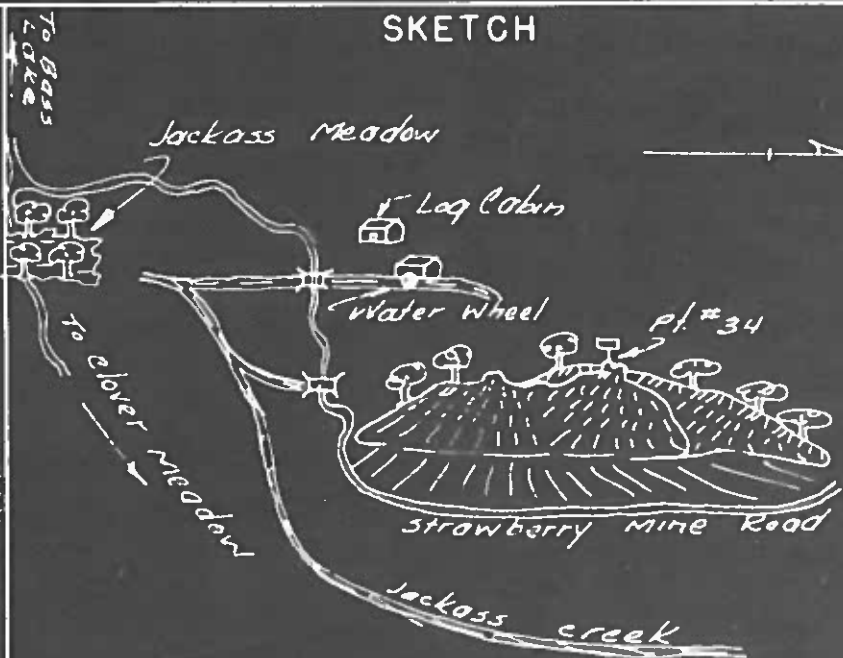 SKETCH
To Bass
Lake
Jackass Meadow
Log Cabin
Water Wheel
Pt. #34
To Clover Meadow
Strawberry Mine Road
Jackass Creek